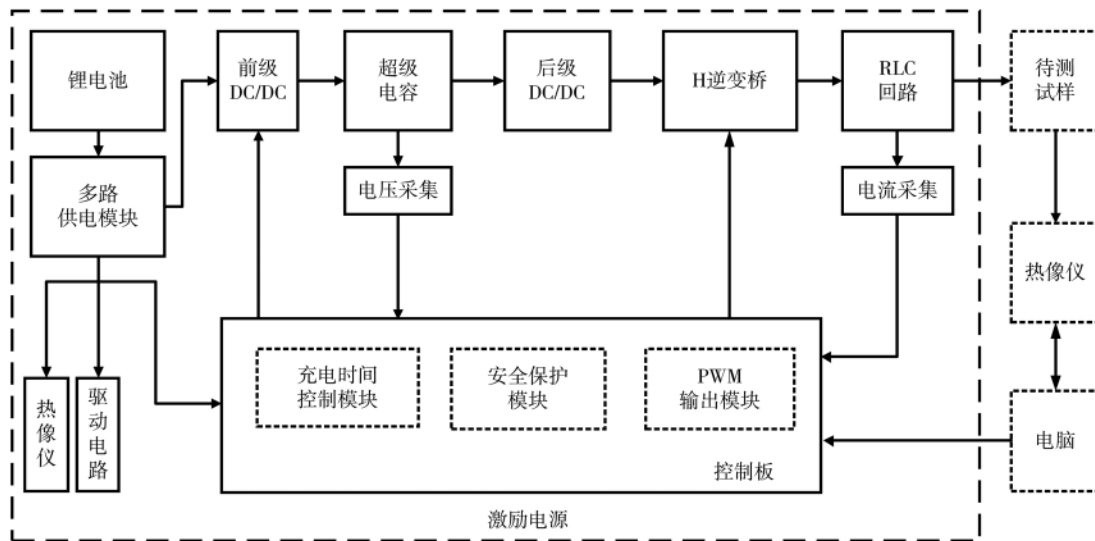 锂电池
前级
DC/DC
超级
电容
后级
DC/DC
H逆变桥
RLC
回路
待测
试样
多路
供电模块
电压采集
电流采集
热像仪
充电时间
控制模块
安全保护
模块
PWM
输出模块
热像仪
驱动电路
电脑
控制板
激励电源